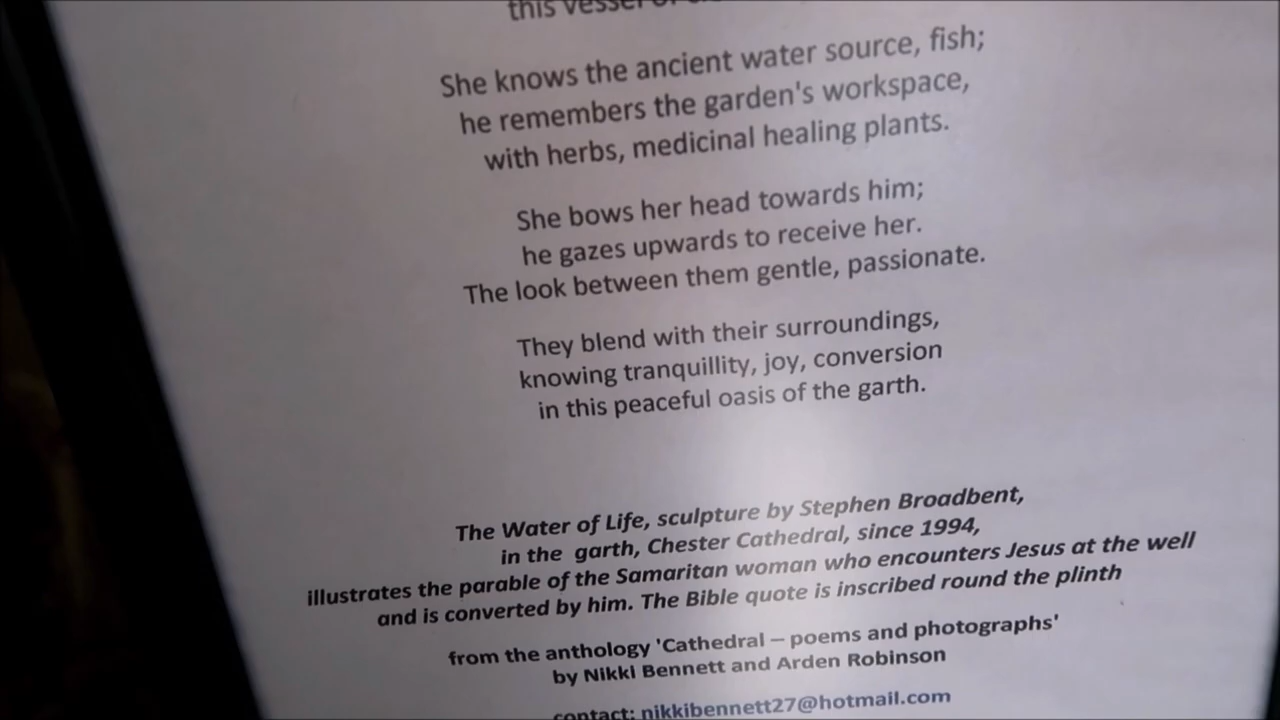 this vessel of
She knows the ancient water source, fish;
he remembers the garden's workspace,
with herbs, medicinal healing plants.
She bows her head towards him;
he gazes upwards to receive her.
The look between them gentle, passionate.
They blend with their surroundings,
knowing tranquillity, joy, conversion
in this peaceful oasis of the garth.
The Water of Life, sculpture by Stephen Broadbent,
in the garth, Chester Cathedral, since 1994,
illustrates the parable of the Samaritan woman who encounters Jesus at the well
and is converted by him. The Bible quote is inscribed round the plinth
from the anthology 'Cathedral – poems and photographs'
by Nikki Bennett and Arden Robinson
contact: nikkibennett27@hotmail.com